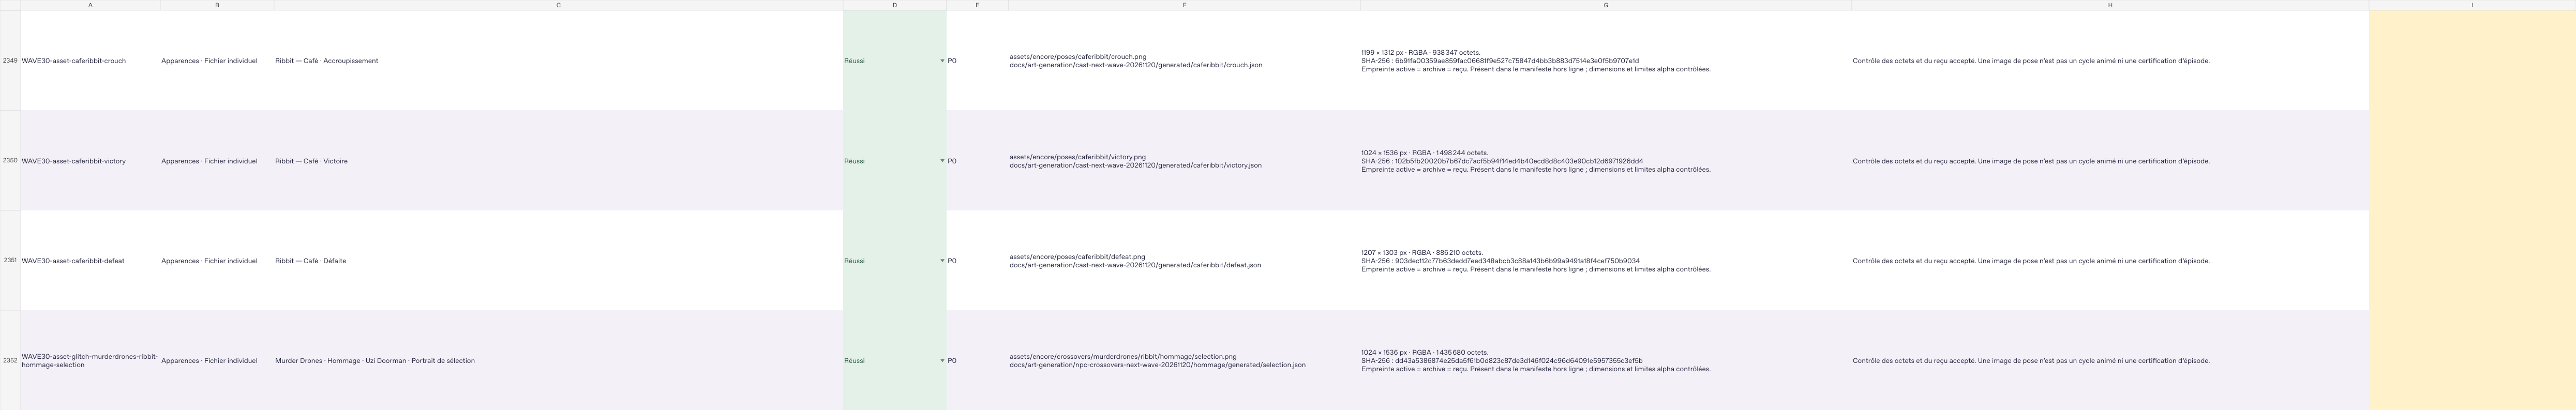 A B C D E F G H I
2349 WAVE30-asset-caferibbit-crouch Apparences · Fichier individuel Ribbit — Café · Accroupissement Réussi P0
assets/encore/poses/caferibbit/crouch.png
docs/art-generation/cast-next-wave-20261120/generated/caferibbit/crouch.json
1199 × 1312 px · RGBA · 938 347 octets.
SHA-256 : 6b91fa00359ae859fac06681f9e527c75847d4bb3b883d7514e3e0f5b9707e1d
Empreinte active = archive = reçu. Présent dans le manifeste hors ligne ; dimensions et limites alpha contrôlées.
Contrôle des octets et du reçu accepté. Une image de pose n’est pas un cycle animé ni une certification d’épisode.
2350 WAVE30-asset-caferibbit-victory Apparences · Fichier individuel Ribbit — Café · Victoire Réussi P0
assets/encore/poses/caferibbit/victory.png
docs/art-generation/cast-next-wave-20261120/generated/caferibbit/victory.json
1024 × 1536 px · RGBA · 1 498 244 octets.
SHA-256 : 102b5fb20020b7b67dc7acf5b94f14ed4b40ecd8d8c403e90cb12d6971926dd4
Empreinte active = archive = reçu. Présent dans le manifeste hors ligne ; dimensions et limites alpha contrôlées.
Contrôle des octets et du reçu accepté. Une image de pose n’est pas un cycle animé ni une certification d’épisode.
2351 WAVE30-asset-caferibbit-defeat Apparences · Fichier individuel Ribbit — Café · Défaite Réussi P0
assets/encore/poses/caferibbit/defeat.png
docs/art-generation/cast-next-wave-20261120/generated/caferibbit/defeat.json
1207 × 1303 px · RGBA · 886 210 octets.
SHA-256 : 903dec112c77b63dedd7eed348abcb3c88a143b6b99a9491a18f4cef750b9034
Empreinte active = archive = reçu. Présent dans le manifeste hors ligne ; dimensions et limites alpha contrôlées.
Contrôle des octets et du reçu accepté. Une image de pose n’est pas un cycle animé ni une certification d’épisode.
2352 WAVE30-asset-glitch-murderdrones-ribbit-
hommage-selection
Apparences · Fichier individuel Murder Drones · Hommage · Uzi Doorman · Portrait de sélection Réussi P0
assets/encore/crossovers/murderdrones/ribbit/hommage/selection.png
docs/art-generation/npc-crossovers-next-wave-20261120/hommage/generated/selection.json
1024 × 1536 px · RGBA · 1 435 680 octets.
SHA-256 : dd43a5386874e25da5f61b0d823c87de3d146f024c96d64091e5957355c3ef5b
Empreinte active = archive = reçu. Présent dans le manifeste hors ligne ; dimensions et limites alpha contrôlées.
Contrôle des octets et du reçu accepté. Une image de pose n’est pas un cycle animé ni une certification d’épisode.